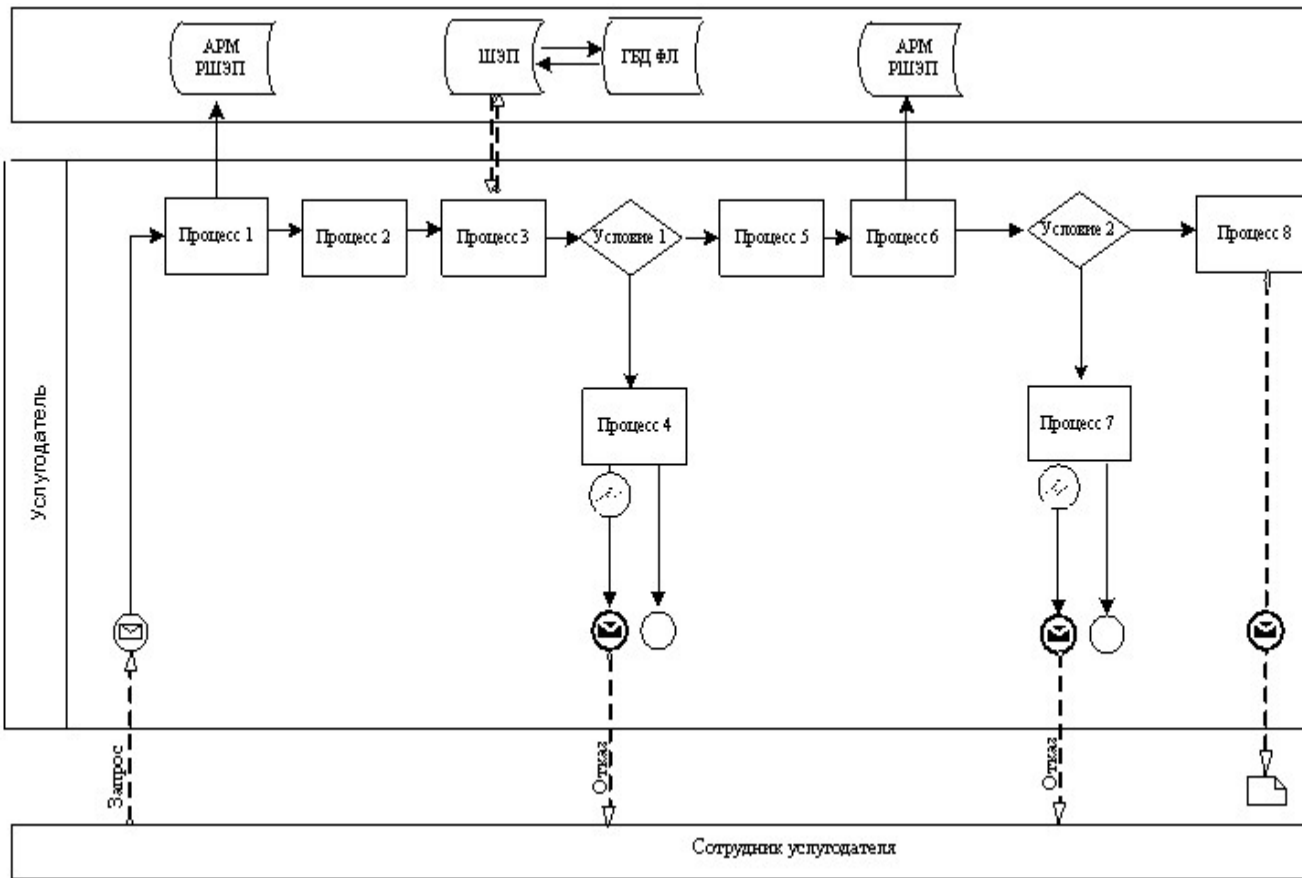 АРМ
РШЭП
ШЭП
ГБД ФЛ
АРМ
РШЭП
Услугодатель
Процесс 1
Процесс 2
Процесс 3
Условие 1
Процесс 5
Процесс 6
Условие 2
Процесс 8
Процесс 4
Процесс 7
Запрос
Отказ
Отказ
Сотрудник услугодателя